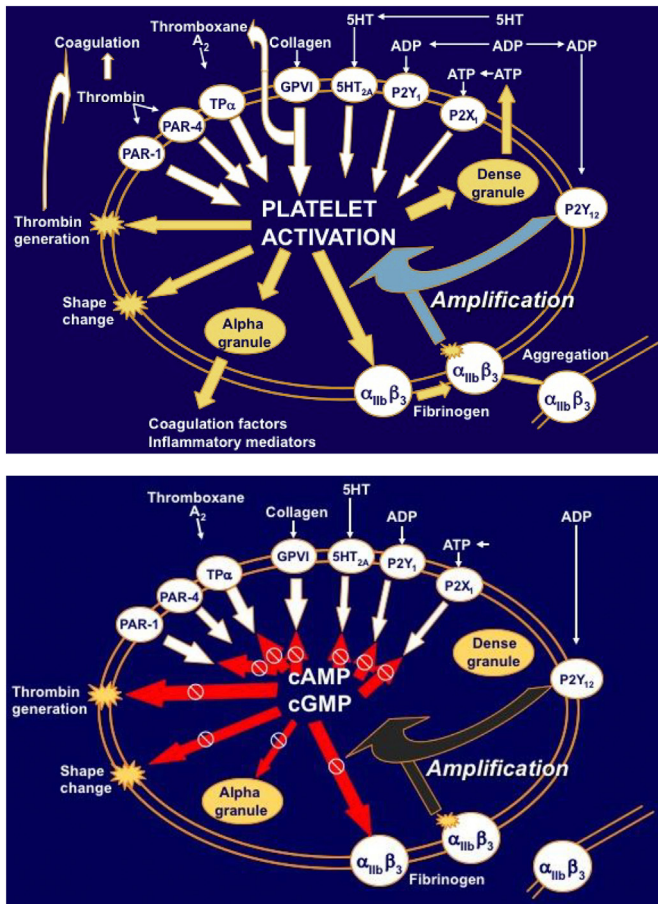 Thromboxane
A2
5HT
5HT
Coagulation
Collagen
ADP
ADP
ADP
ATP
ATP
Thrombin
TPα
GPVI
5HT2A
P2Y1
P2X1
PAR-4
PAR-1
Dense
granule
PLATELET
ACTIVATION
P2Y12
Thrombin
generation
Amplification
Shape
change
Alpha
granule
Aggregation
αIIbβ3
αIIbβ3
αIIbβ3
Fibrinogen
Coagulation factors
Inflammatory mediators
Thromboxane
A2
5HT
Collagen
ADP
ADP
ATP
TPα
GPVI
5HT2A
P2Y1
P2X1
PAR-4
PAR-1
Dense
granule
cAMP
cGMP
P2Y12
Thrombin
generation
Amplification
Shape
change
Alpha
granule
αIIbβ3
αIIbβ3
αIIbβ3
Fibrinogen